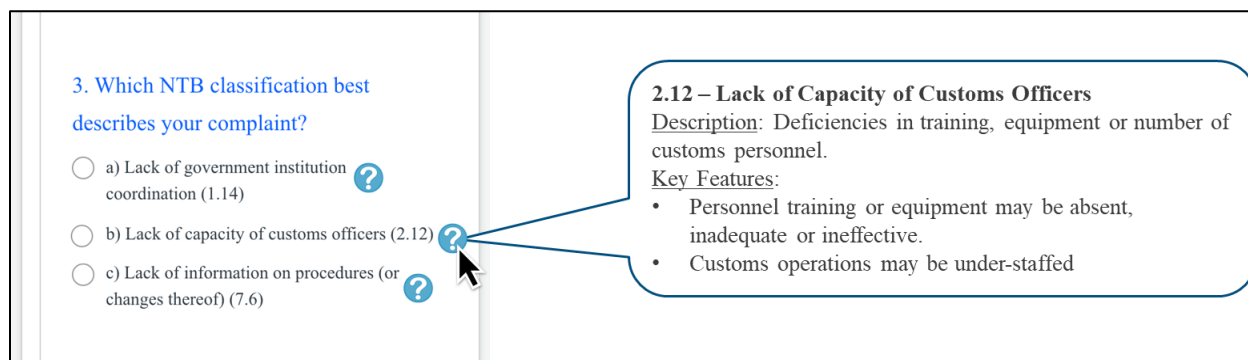 3. Which NTB classification best
describes your complaint?
a) Lack of government institution
coordination (1.14)
?
b) Lack of capacity of customs officers (2.12)
?
c) Lack of information on procedures (or
changes thereof) (7.6)
?
2.12 – Lack of Capacity of Customs Officers
Description: Deficiencies in training, equipment or number of
customs personnel.
Key Features:
• Personnel training or equipment may be absent,
inadequate or ineffective.
• Customs operations may be under-staffed